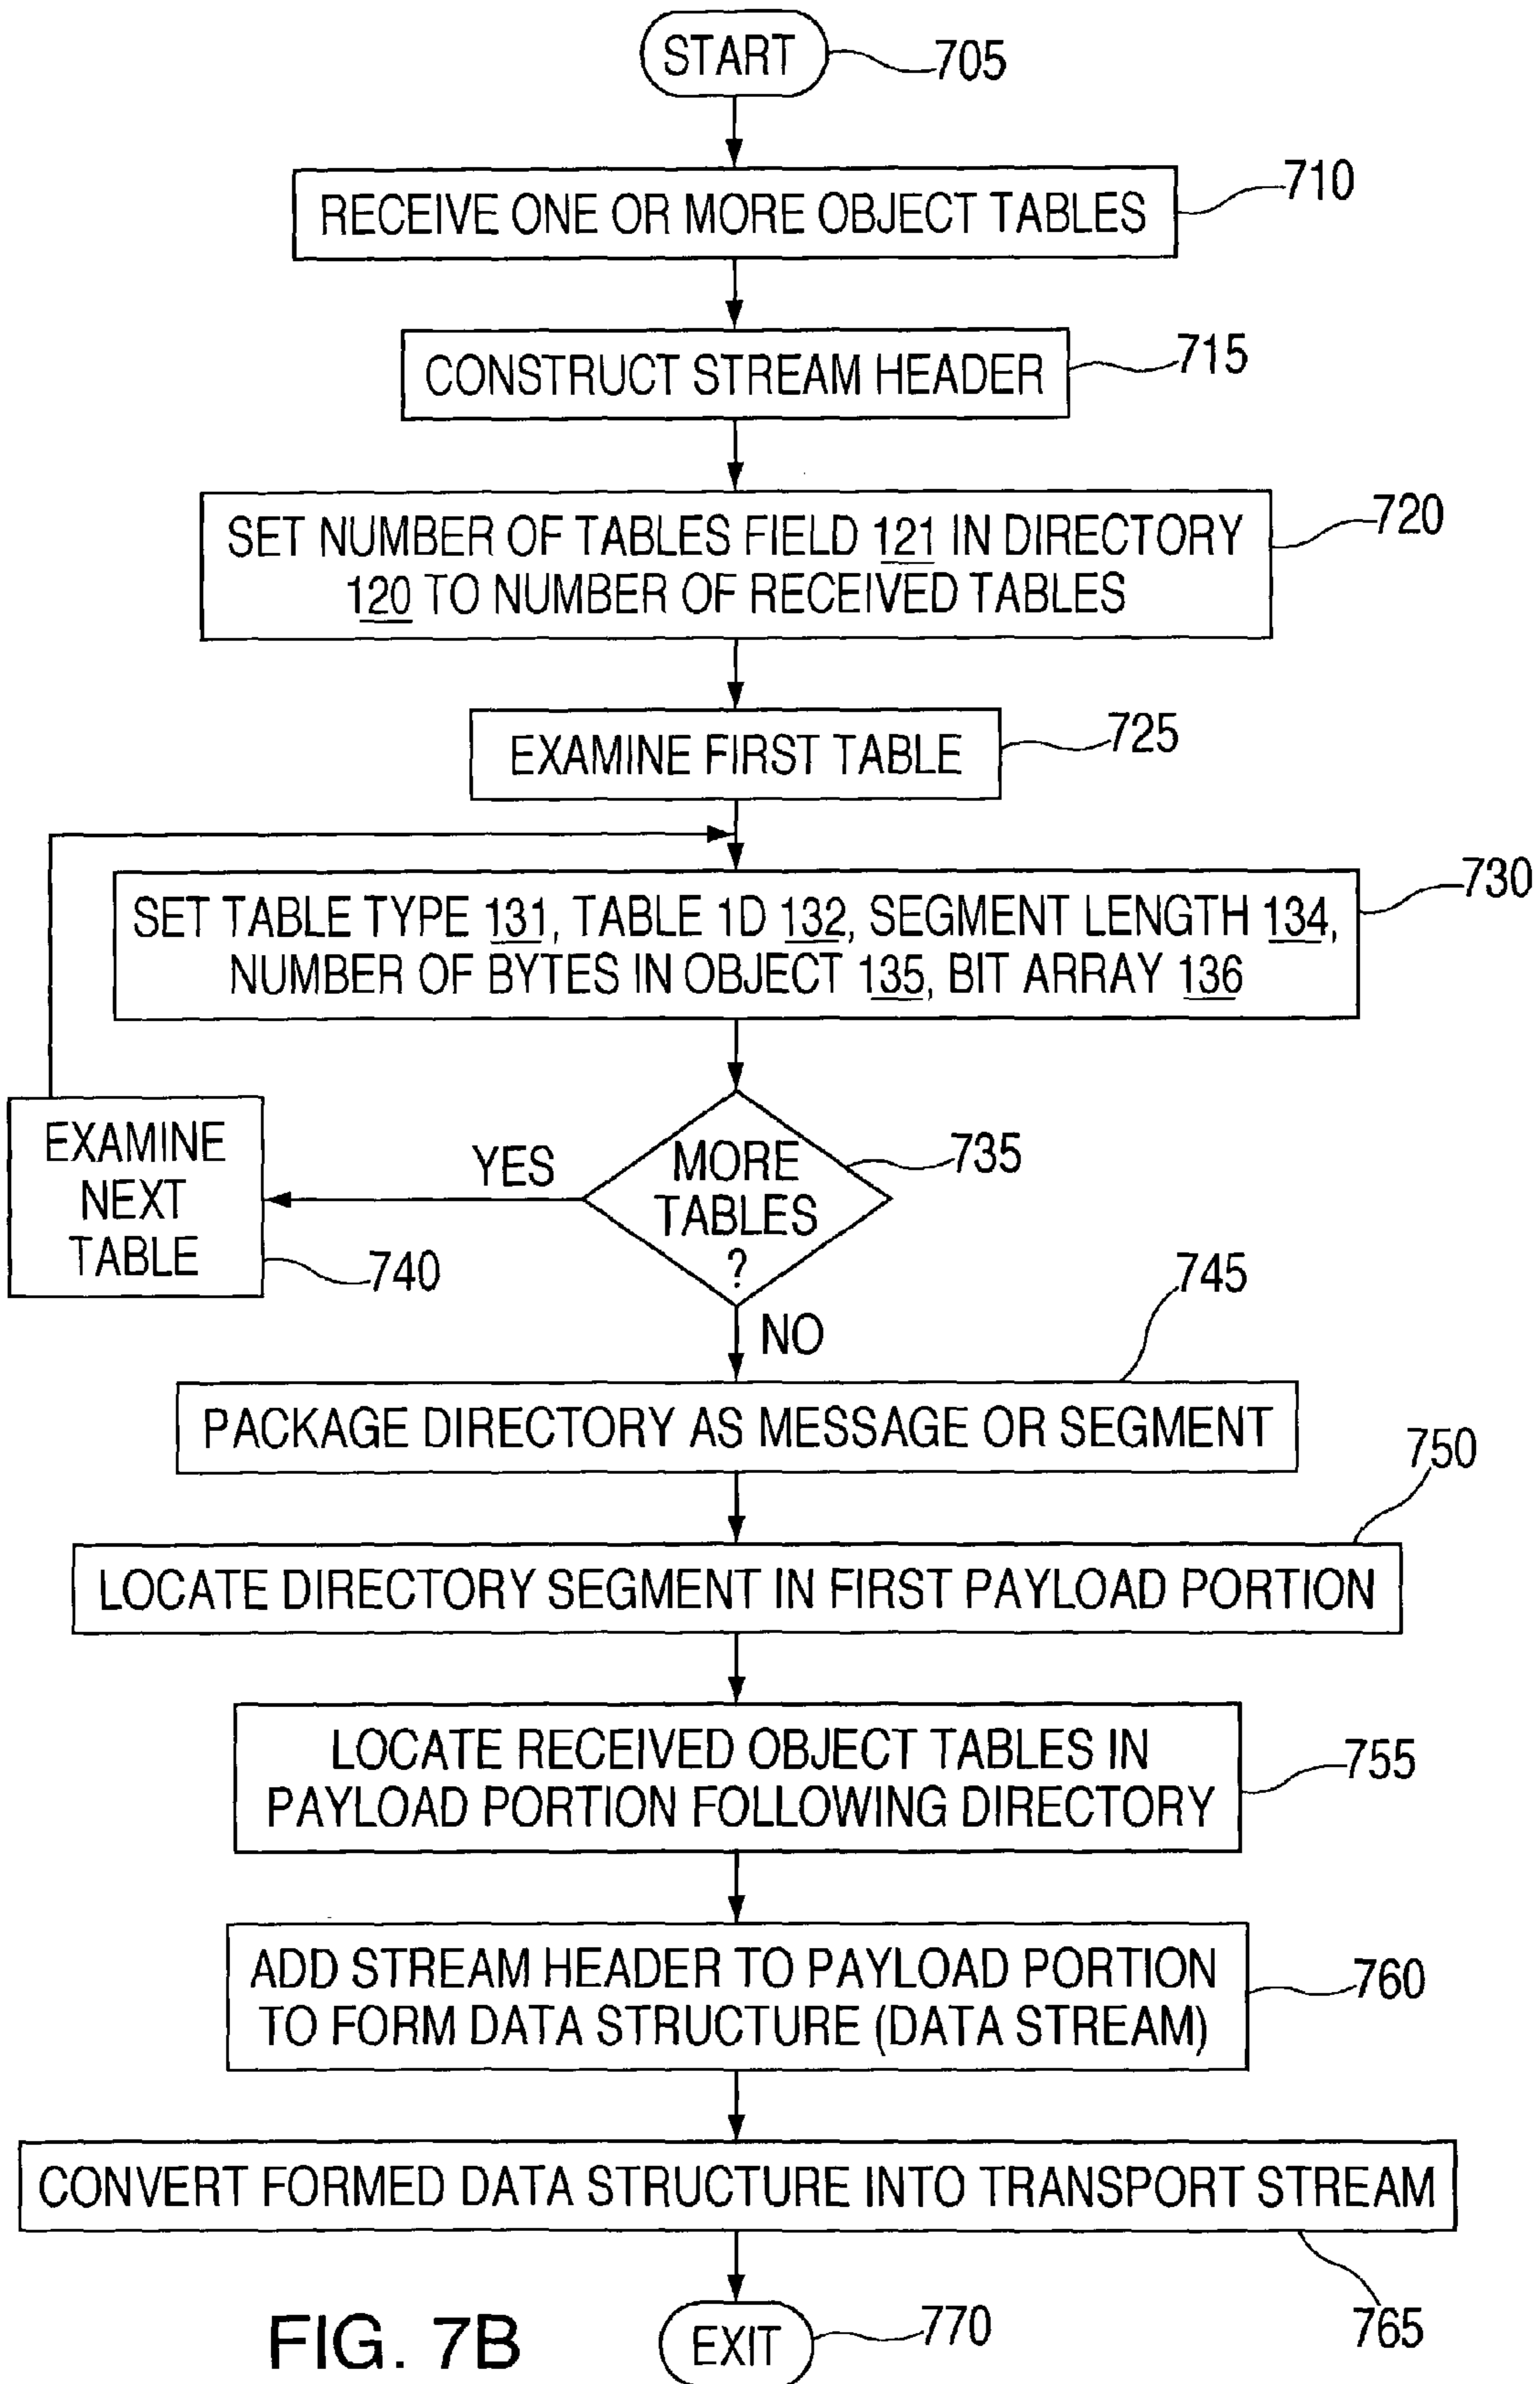 START
705
RECEIVE ONE OR MORE OBJECT TABLES
710
CONSTRUCT STREAM HEADER
715
SET NUMBER OF TABLES FIELD 121 IN DIRECTORY
120 TO NUMBER OF RECEIVED TABLES
720
EXAMINE FIRST TABLE
725
SET TABLE TYPE 131, TABLE 1D 132, SEGMENT LENGTH 134,
NUMBER OF BYTES IN OBJECT 135, BIT ARRAY 136
730
MORE
TABLES
?
735
YES
EXAMINE
NEXT
TABLE
740
NO
745
PACKAGE DIRECTORY AS MESSAGE OR SEGMENT
750
LOCATE DIRECTORY SEGMENT IN FIRST PAYLOAD PORTION
LOCATE RECEIVED OBJECT TABLES IN
PAYLOAD PORTION FOLLOWING DIRECTORY
755
ADD STREAM HEADER TO PAYLOAD PORTION
TO FORM DATA STRUCTURE (DATA STREAM)
760
CONVERT FORMED DATA STRUCTURE INTO TRANSPORT STREAM
765
EXIT
770
FIG. 7B